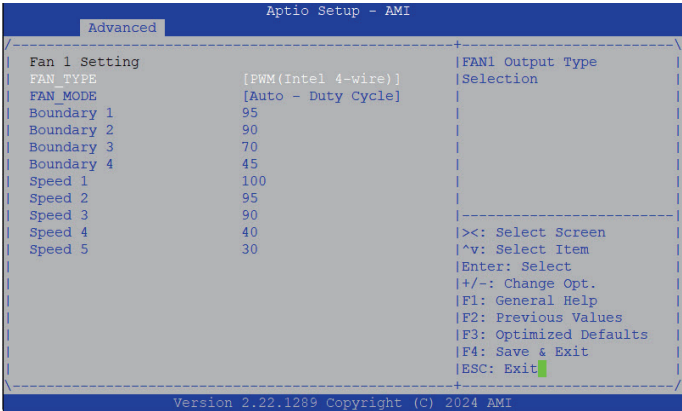 Aptio Setup - AMI
Advanced
Fan 1 Setting
FAN_TYPE [PWM(Intel 4-wire)]
FAN_MODE [Auto - Duty Cycle]
Boundary 1 95
Boundary 2 90
Boundary 3 70
Boundary 4 45
Speed 1 100
Speed 2 95
Speed 3 90
Speed 4 40
Speed 5 30
FAN1 Output Type
Selection
><: Select Screen
^v: Select Item
Enter: Select
+/-: Change Opt.
F1: General Help
F2: Previous Values
F3: Optimized Defaults
F4: Save & Exit
ESC: Exit
Version 2.22.1289 Copyright (C) 2024 AMI